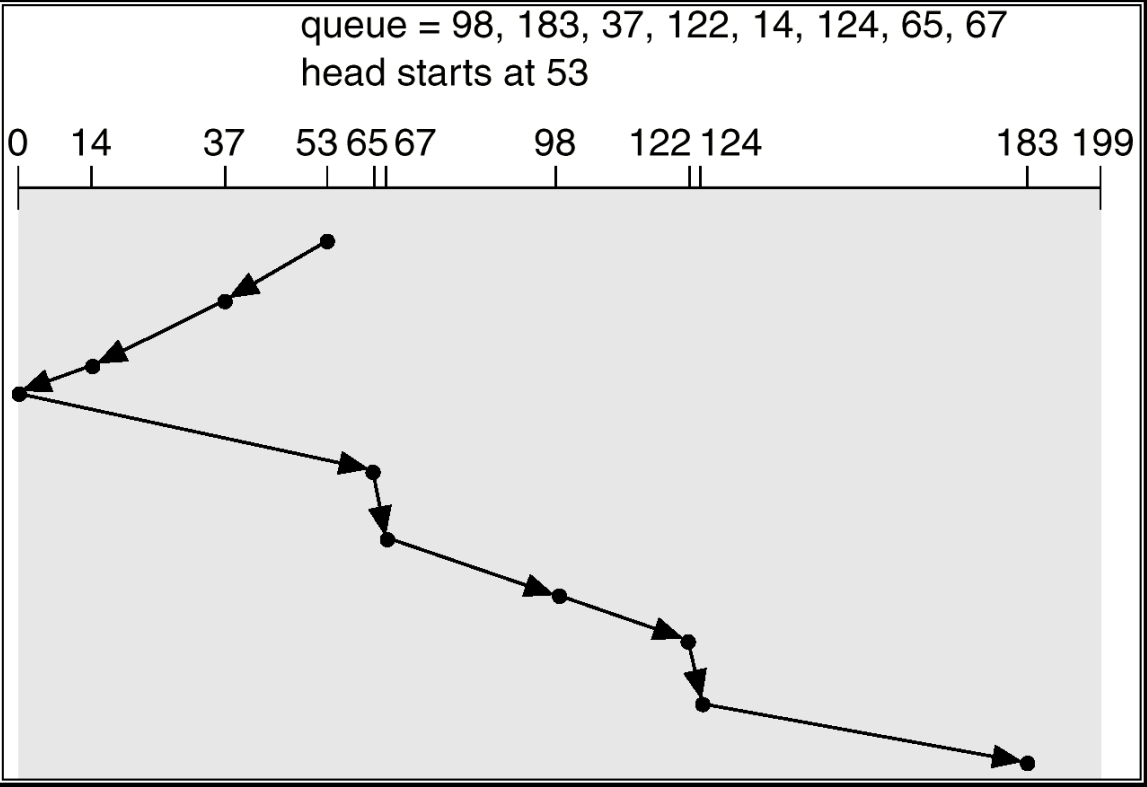 queue = 98, 183, 37, 122, 14, 124, 65, 67
head starts at 53
0 14 37 53 65 67 98 122 124 183 199